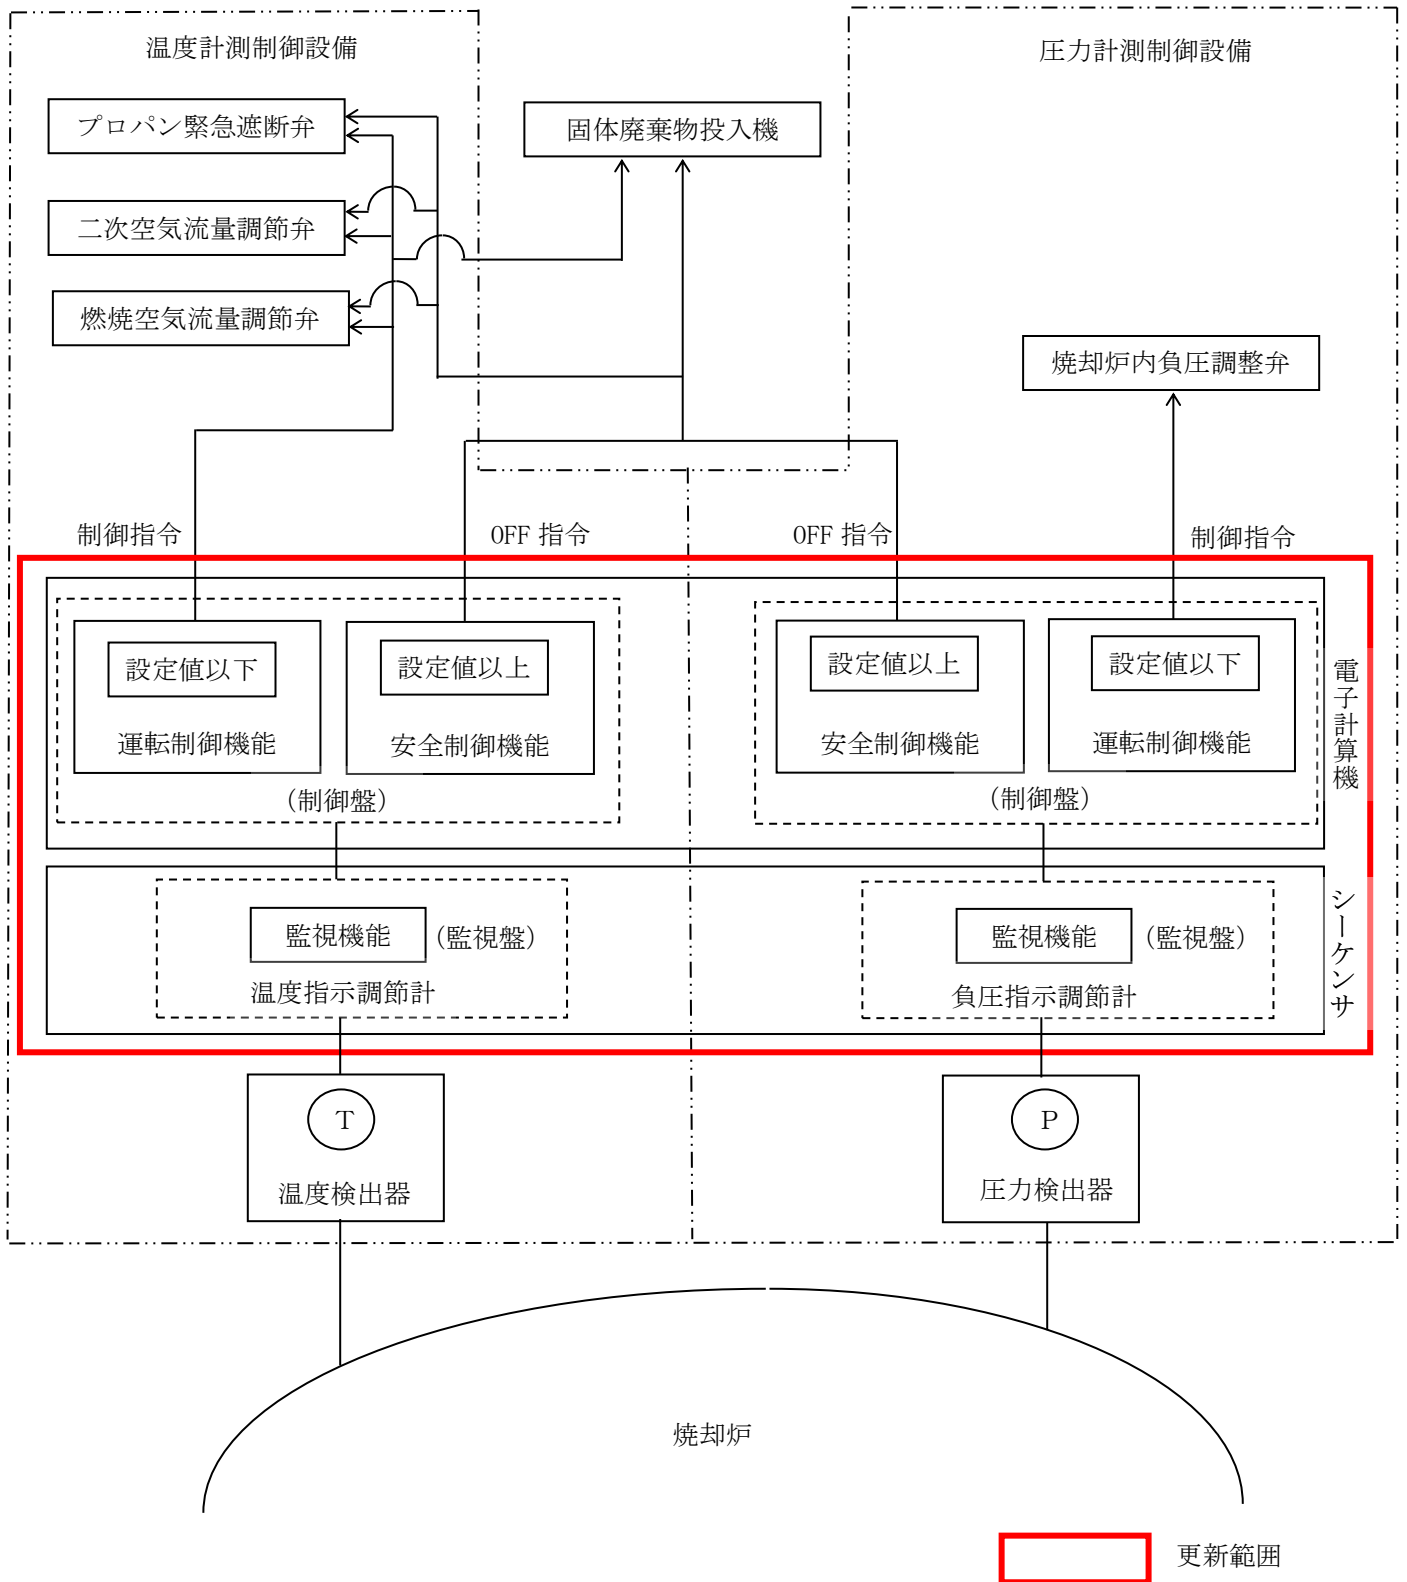 温度計測制御設備
圧力計測制御設備
プロパン緊急遮断弁
固体廃棄物投入機
二次空気流量調節弁
燃焼空気流量調節弁
焼却炉内負圧調整弁
制御指令
OFF 指令
OFF 指令
制御指令
設定値以下
運転制御機能
設定値以上
安全制御機能
(制御盤)
設定値以上
安全制御機能
設定値以下
運転制御機能
(制御盤)
電子計算機
監視機能
(監視盤)
温度指示調節計
監視機能
(監視盤)
負圧指示調節計
シーケンサ
T
温度検出器
P
圧力検出器
焼却炉
更新範囲